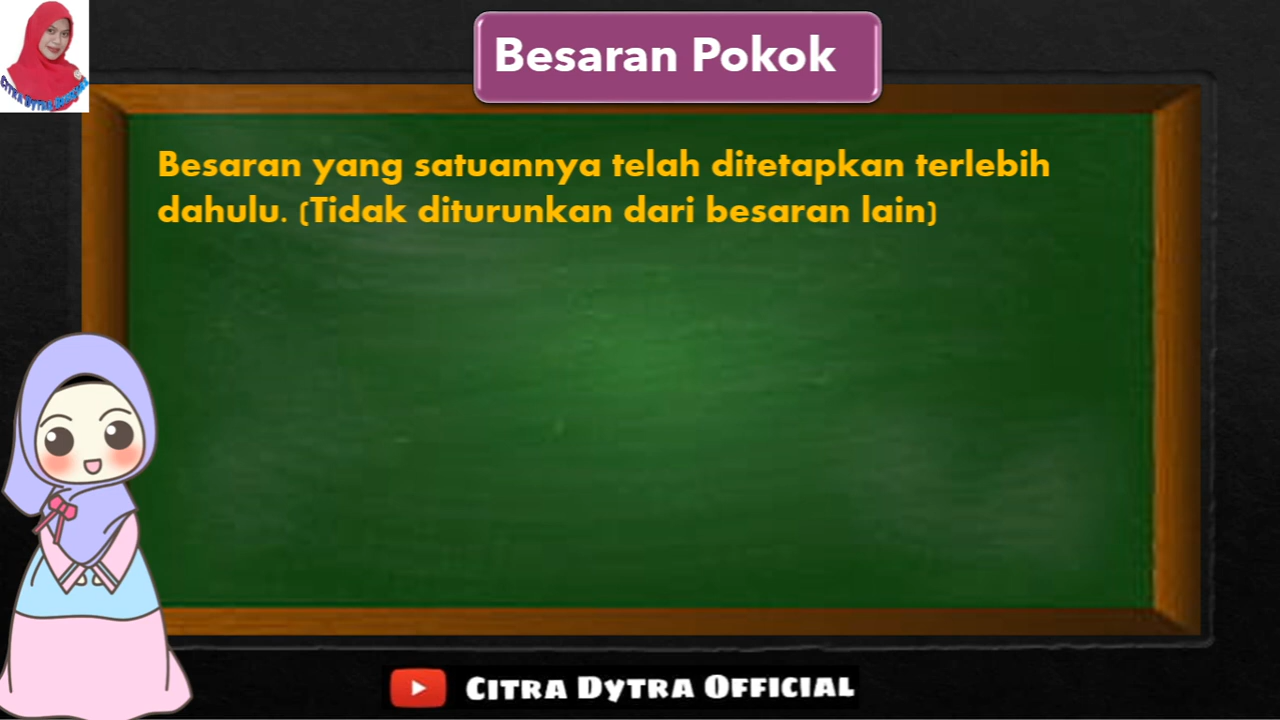 Besaran Pokok
Besaran yang satuannya telah ditetapkan terlebih
dahulu. (Tidak diturunkan dari besaran lain)
CITRA DYTRA OFFICIAL